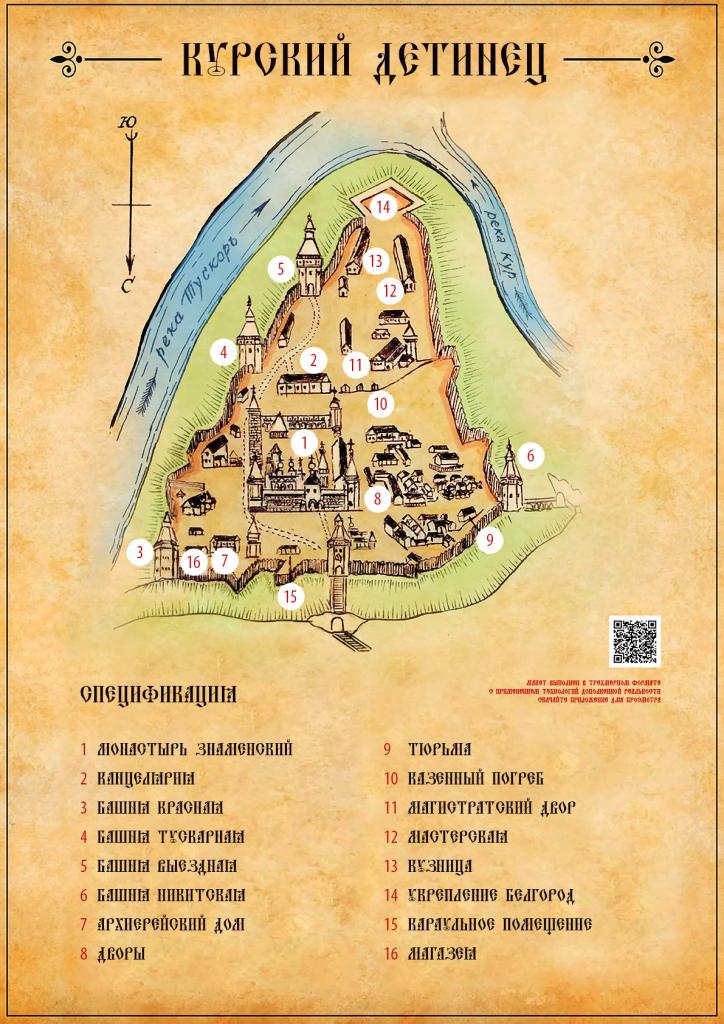 КУРСКИЙ ДЕТИНЕЦ
Ю
С
река Тускорь
река Кур
14
13
5
12
4
2
11
10
1
6
8
9
3
16
7
15
МАКЕТ ВЫПОЛНЕН В ТРЕХМЕРНОМ ФОРМАТЕ
С ПРИМЕНЕНИЕМ ТЕХНОЛОГИЙ ДОПОЛНЕННОЙ РЕАЛЬНОСТИ
СКАЧАЙТЕ ПРИЛОЖЕНИЕ ДЛЯ ПРОСМОТРА
СПЕЦИФИКАЦИЯ
1 МОНАСТЫРЬ ЗНАМЕНСКИЙ
2 КАНЦЕЛЯРИЯ
3 БАШНЯ КРАСНАЯ
4 БАШНЯ ТУСКАРНАЯ
5 БАШНЯ ВЫЕЗДНАЯ
6 БАШНЯ НИКИТСКАЯ
7 АРХИЕРЕЙСКИЙ ДОМ
8 ДВОРЫ
9 ТЮРЬМА
10 КАЗЕННЫЙ ПОГРЕБ
11 МАГИСТРАТСКИЙ ДВОР
12 МАСТЕРСКАЯ
13 КУЗНИЦА
14 УКРЕПЛЕНИЕ БЕЛГОРОД
15 КАРАУЛЬНОЕ ПОМЕЩЕНИЕ
16 МАГАЗЕЯ